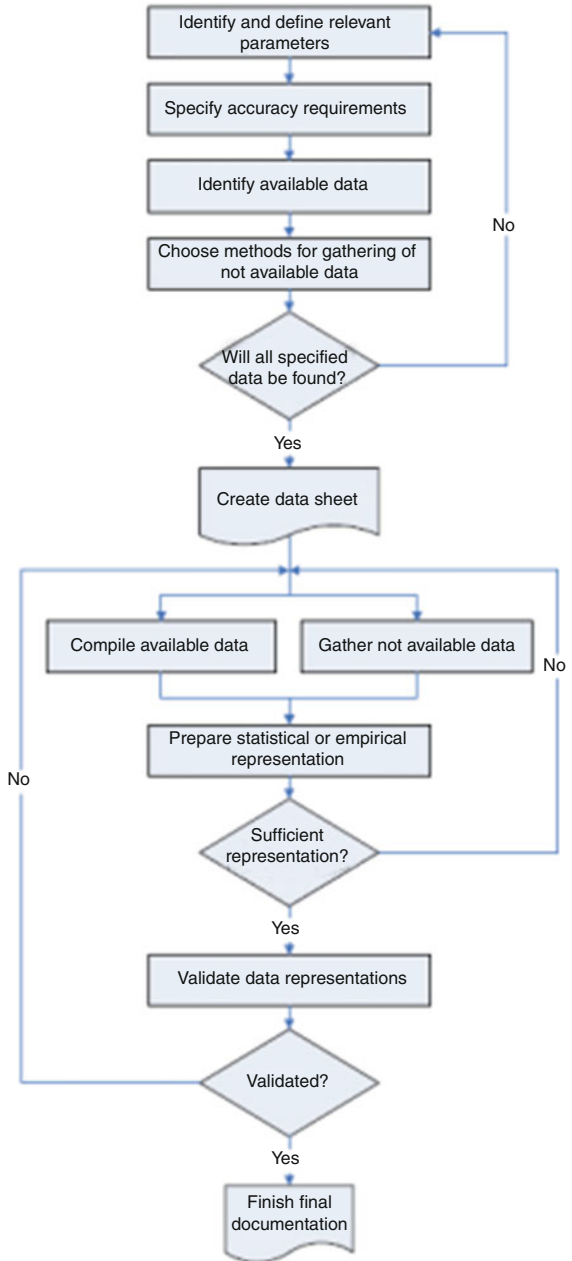 Identify and define relevant
parameters
Specify accuracy requirements
Identify available data
No
Choose methods for gathering of
not available data
Will all specified
data be found?
Yes
Create data sheet
Compile available data
Gather not available data
No
Prepare statistical or empirical
representation
No
Sufficient
representation?
Yes
Validate data representations
Validated?
Yes
Finish final
documentation